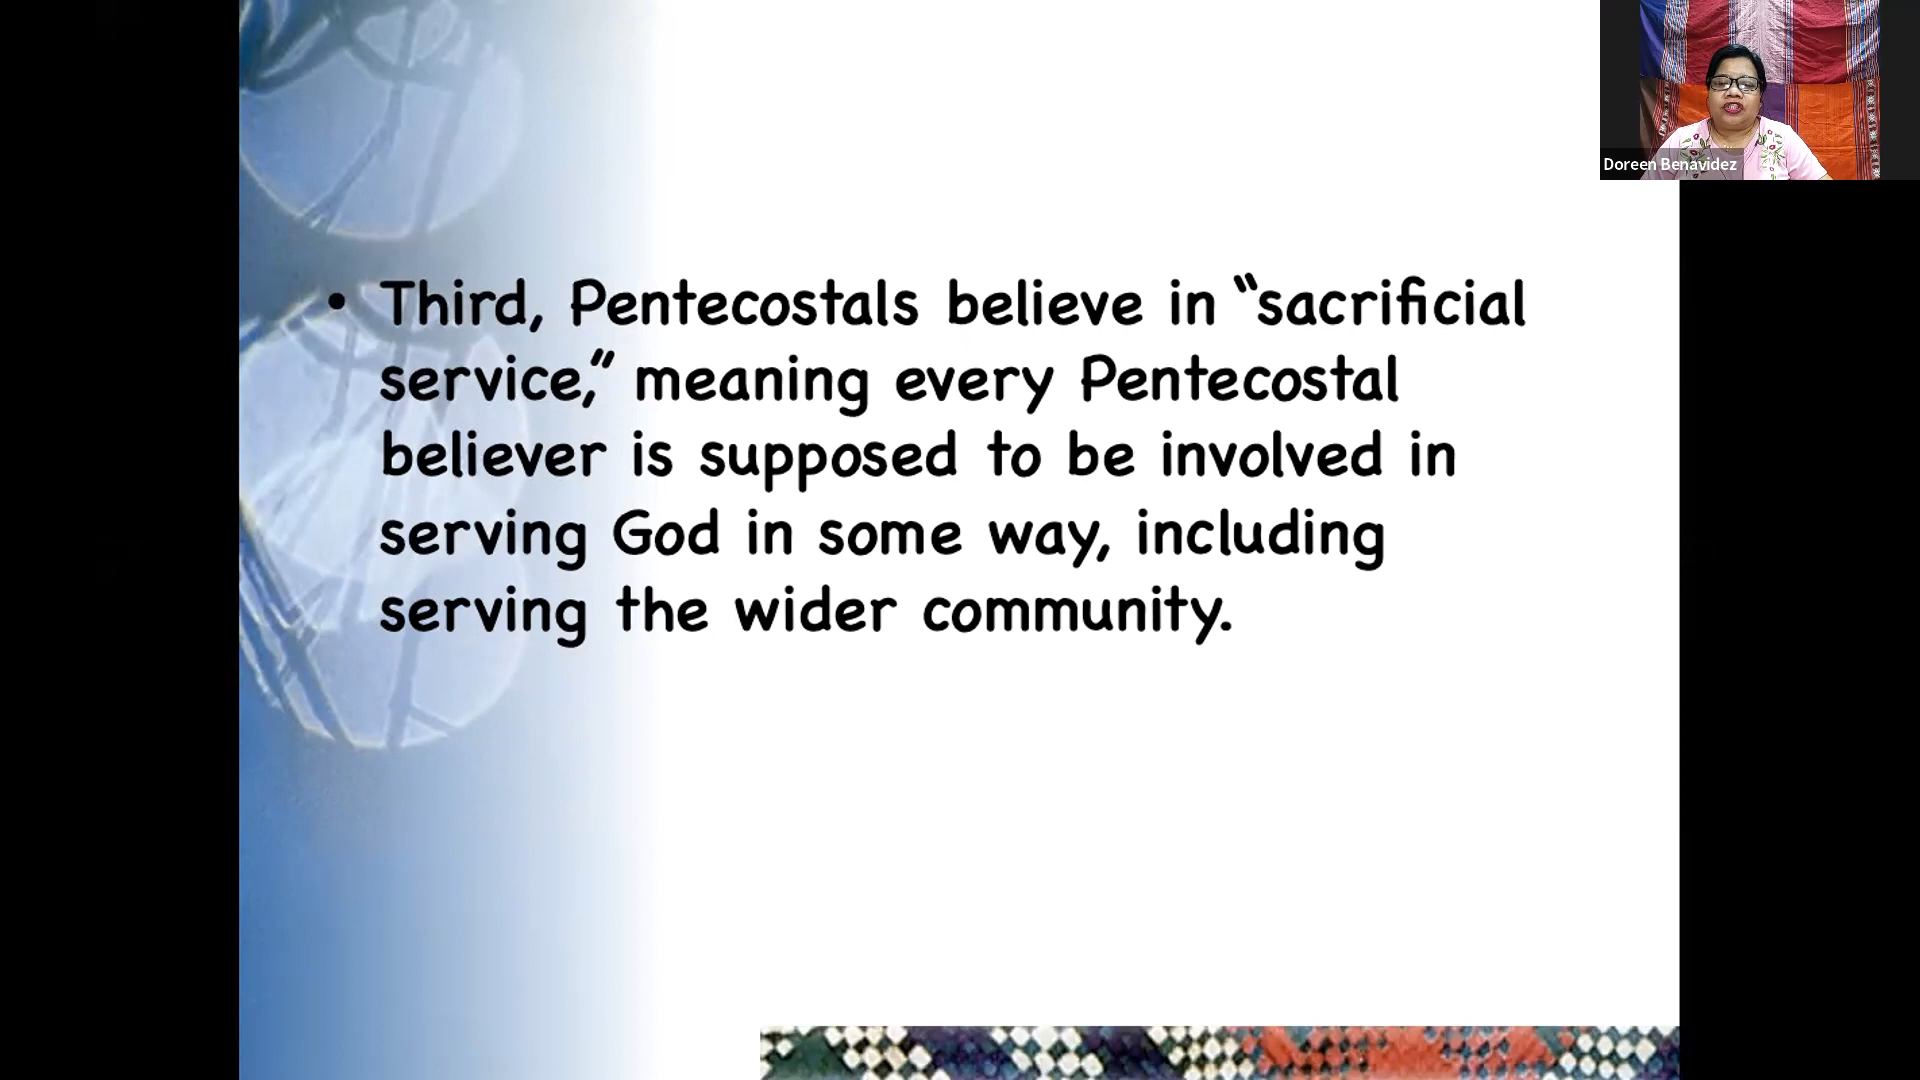 Doreen Benavidez
• Third, Pentecostals believe in “sacrificial
service,” meaning every Pentecostal
believer is supposed to be involved in
serving God in some way, including
serving the wider community.